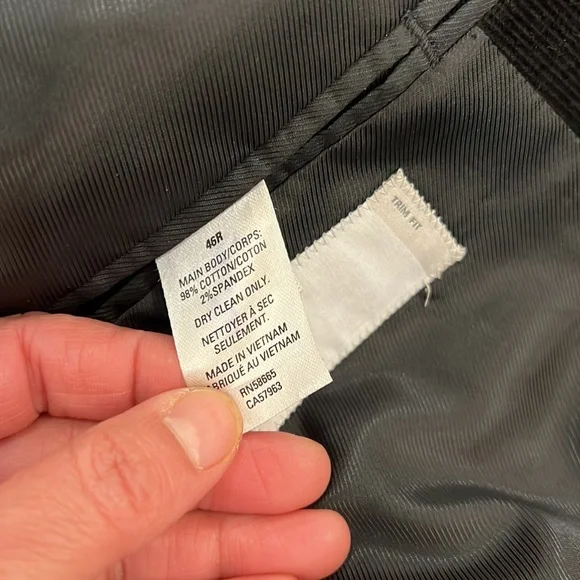 46R
MAIN BODY/CORPS:
98% COTTON/COTON
2%SPANDEX
DRY CLEAN ONLY.
NETTOYER À SEC
SEULEMENT.
MADE IN VIETNAM
ABRIQUÉ AU VIETNAM
RN58665
CA57963
TRIM FIT